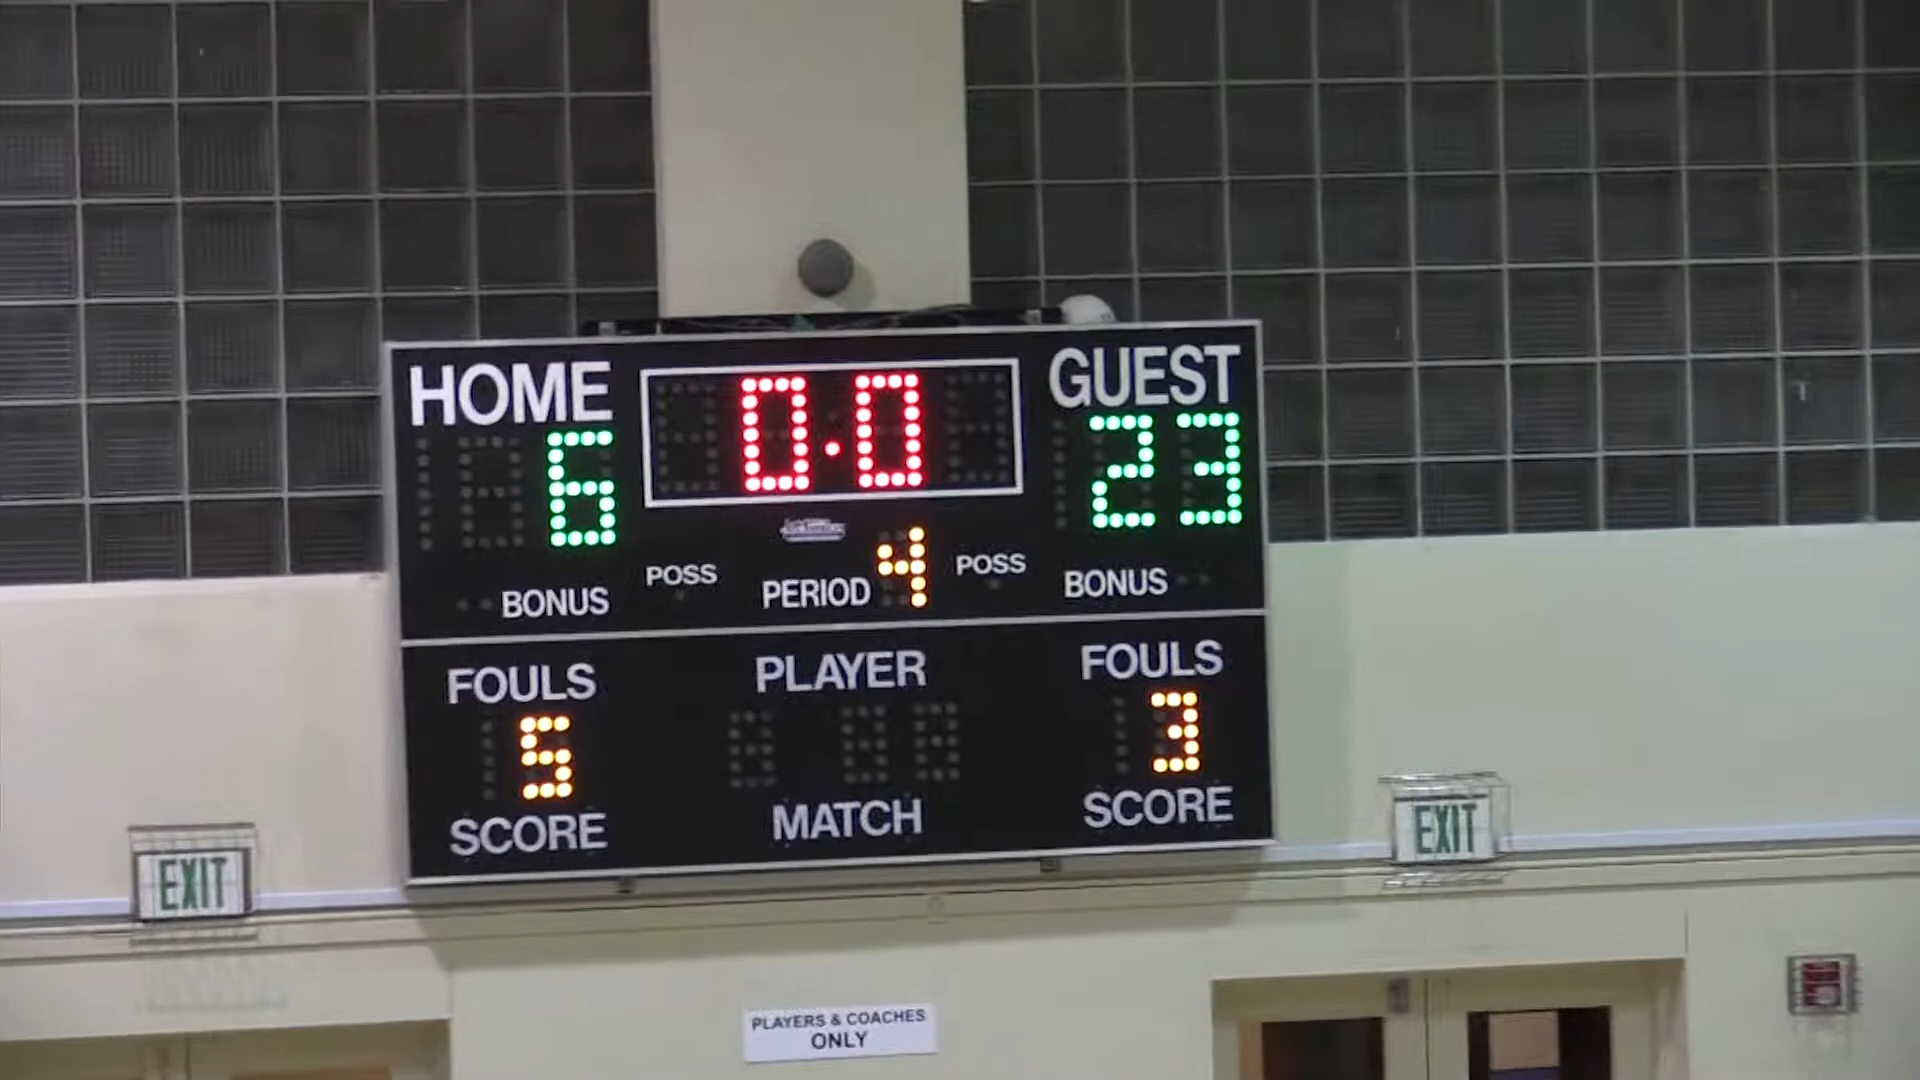 HOME 0.0 GUEST
6 23
POSS PERIOD 4 POSS
BONUS BONUS
FOULS PLAYER FOULS
5 3
SCORE MATCH SCORE
EXIT EXIT
PLAYERS & COACHES
ONLY